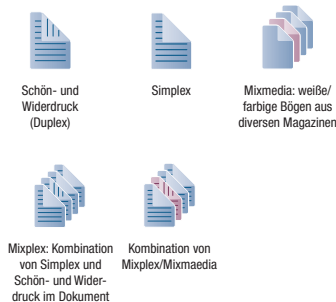 Schön- und
Widerdruck
(Duplex)
Simplex
Mixmedia: weiße/
farbige Bögen aus
diversen Magazinen
Mixplex: Kombination
von Simplex und
Schön- und Wider-
druck im Dokument
Kombination von
Mixplex/Mixmaedia